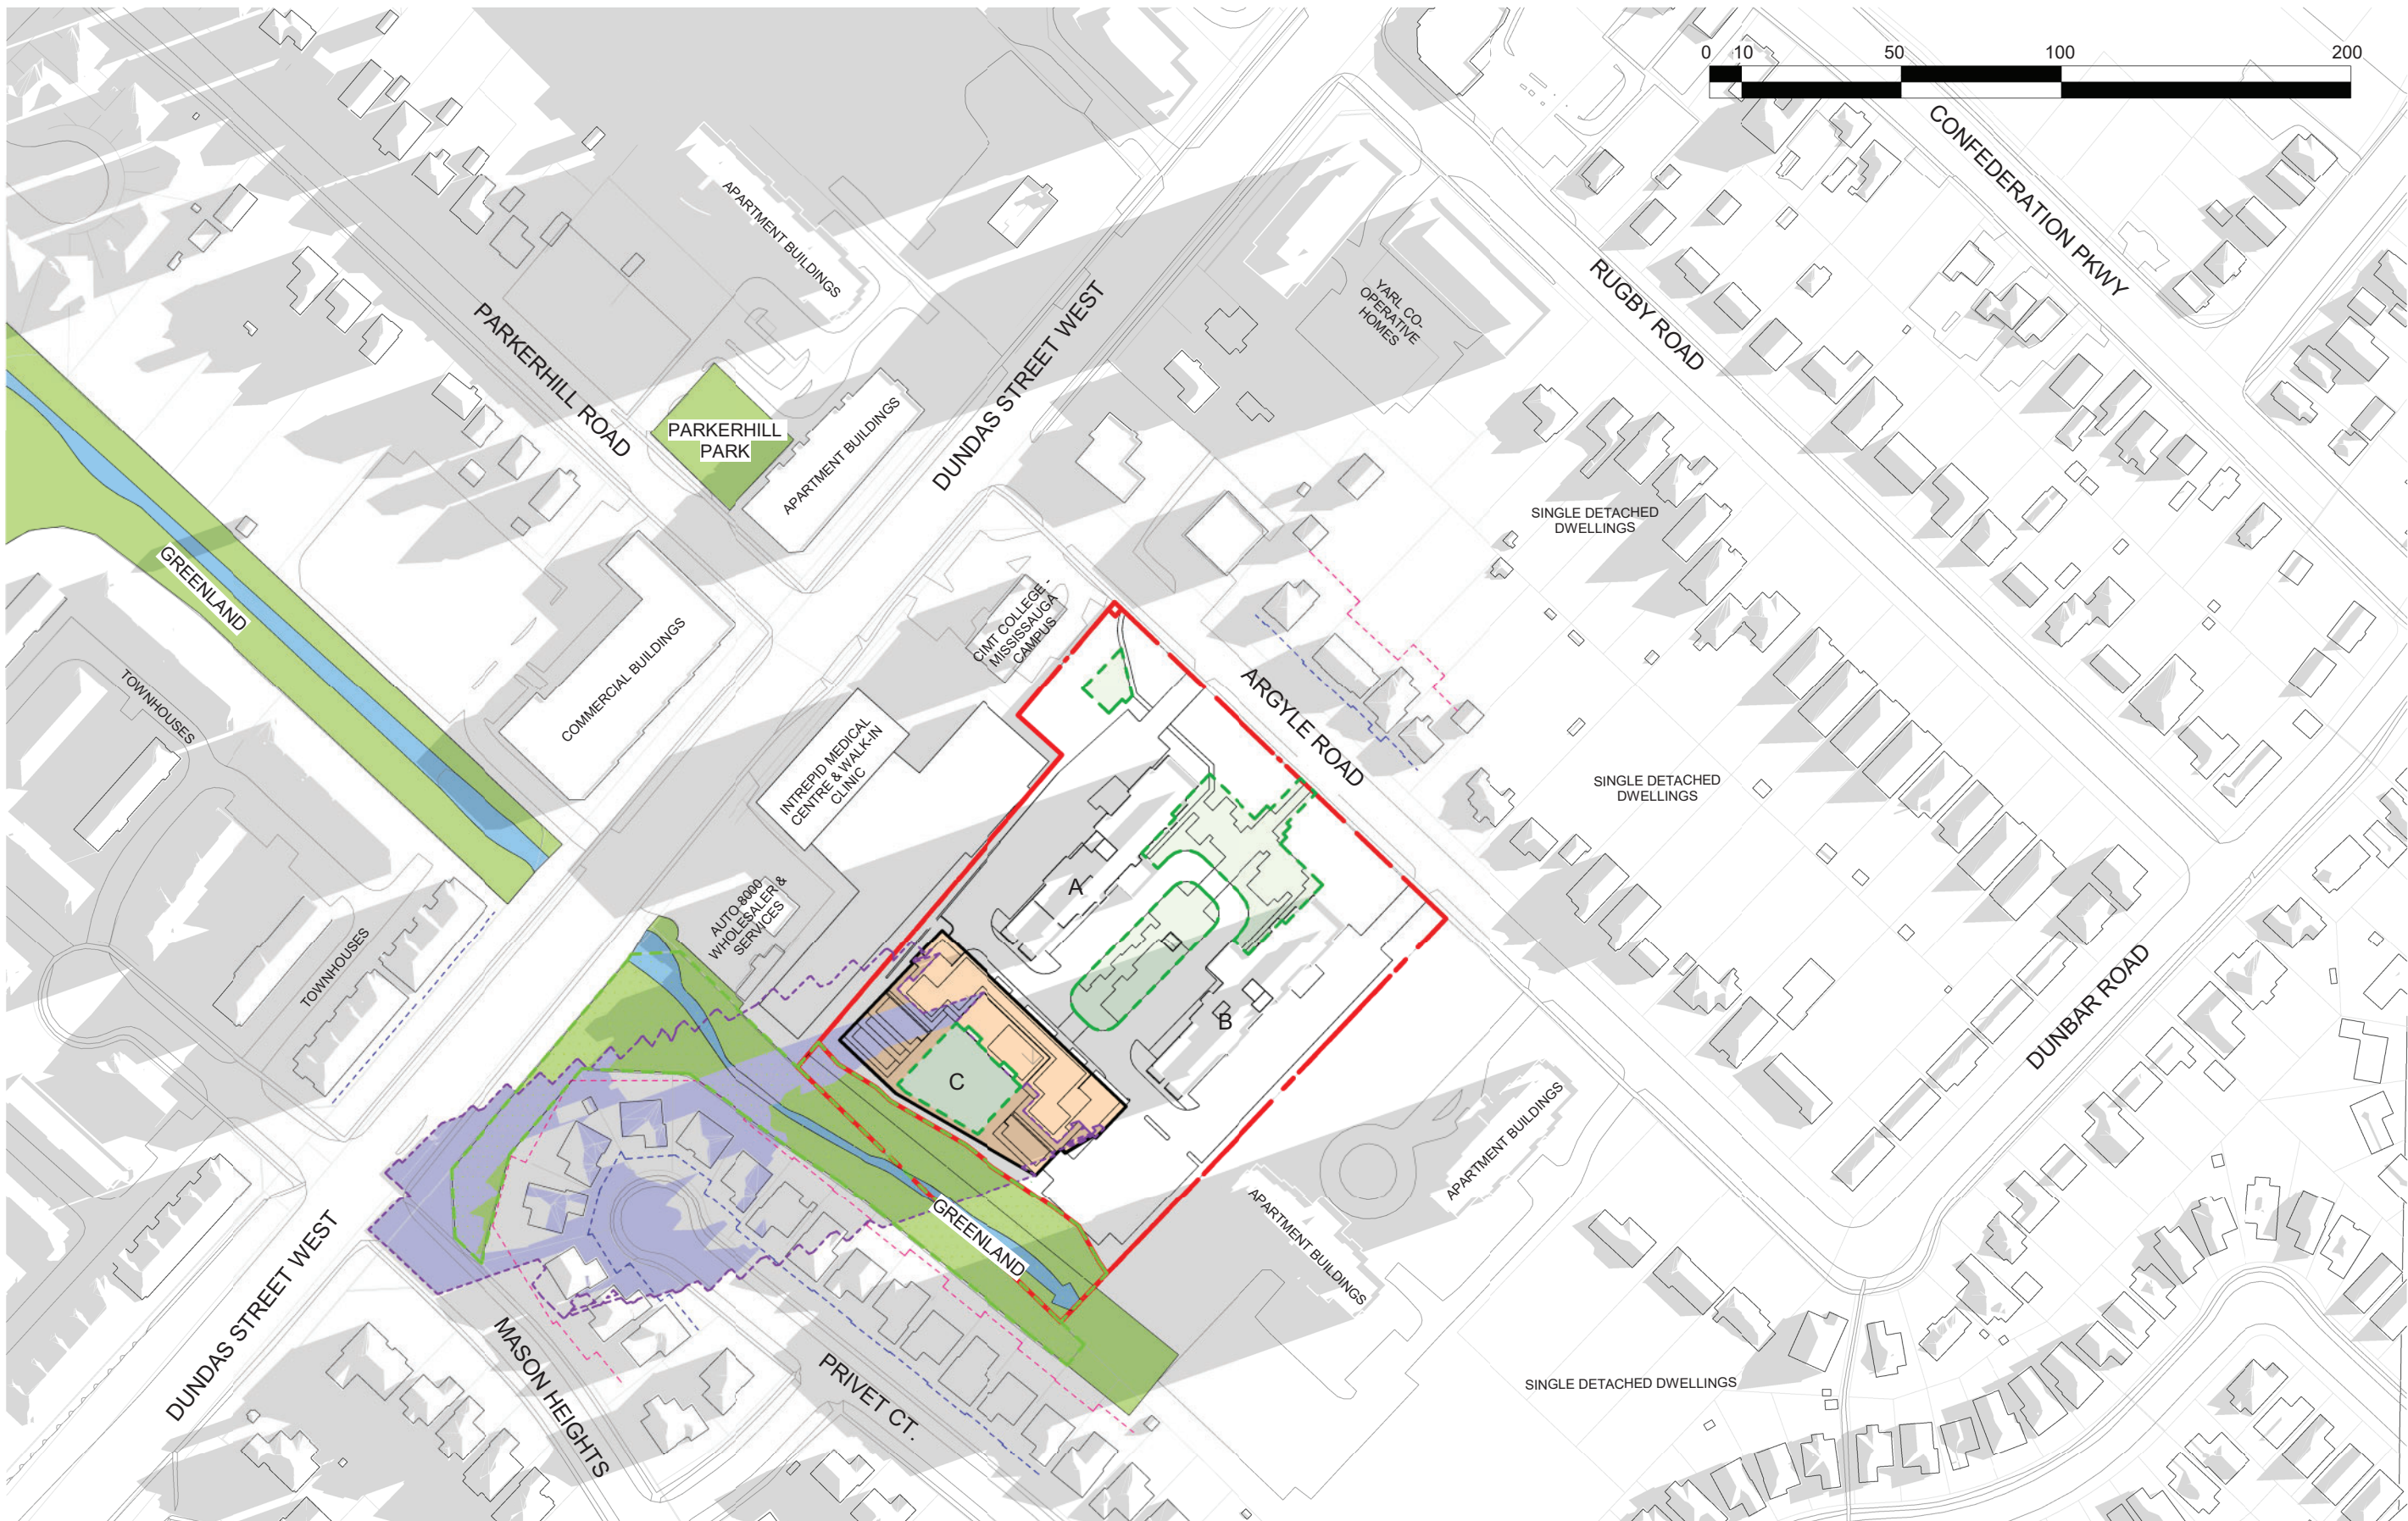 0 10 50 100 200
CONFEDERATION PKWY
APARTMENT BUILDINGS
RUGBY ROAD
YARL CO-
OPERATIVE
HOMES
PARKERHILL ROAD
DUNDAS STREET WEST
PARKERHILL
PARK
APARTMENT BUILDINGS
SINGLE DETACHED
DWELLINGS
GREENLAND
CIMT COLLEGE -
MISSISSAUGA
CAMPUS
COMMERCIAL BUILDINGS
TOWNHOUSES
ARGYLE ROAD
INTREPID MEDICAL
CENTRE & WALK-IN
CLINIC
SINGLE DETACHED
DWELLINGS
A
AUTO-8000
WHOLESALER &
SERVICES
TOWNHOUSES
B
DUNBAR ROAD
C
APARTMENT BUILDINGS
GREENLAND
APARTMENT BUILDINGS
DUNDAS STREET WEST
MASON HEIGHTS
PRIVET CT.
SINGLE DETACHED DWELLINGS